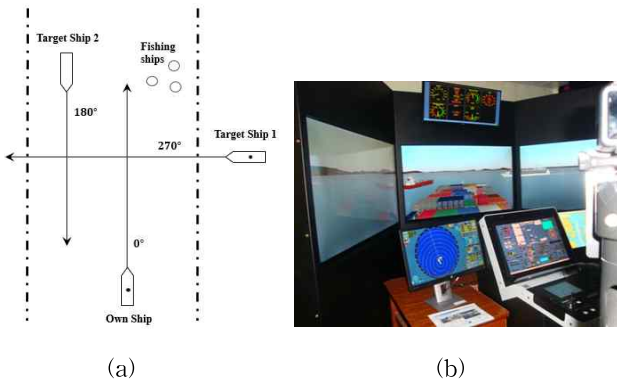 Target Ship 2
Fishing
ships
180°
Target Ship 1
270°
0°
Own Ship
(a)
(b)